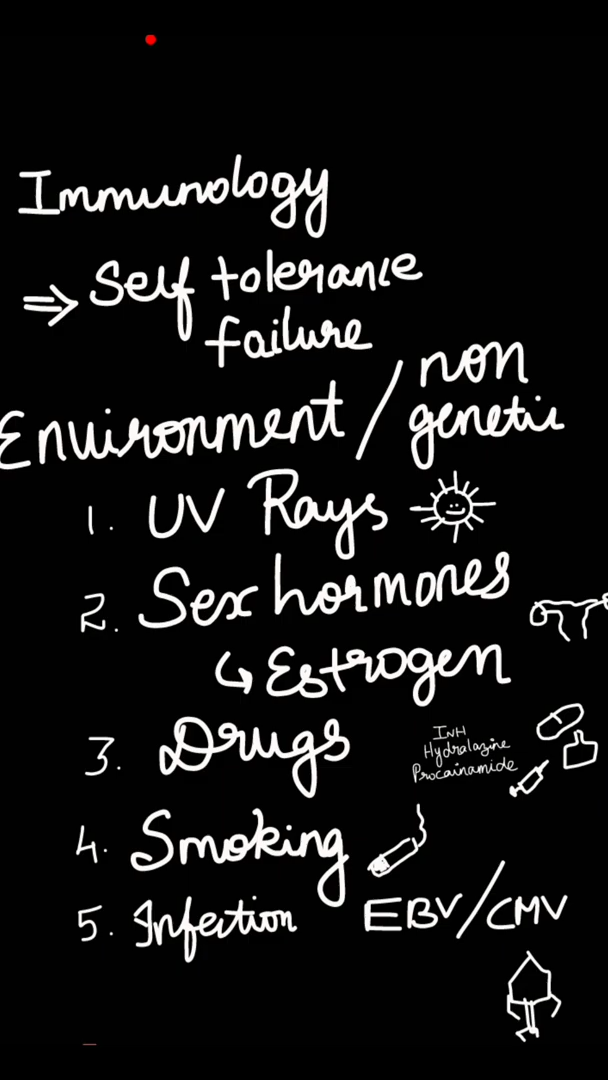 Immunology
⇒ Self tolerance
failure
Environment / non
genetic
1. UV Rays
2. Sex hormones
↳ Estrogen
3. Drugs
INH
Hydralazine
Procainamide
4. Smoking
5. Infection EBV/CMV